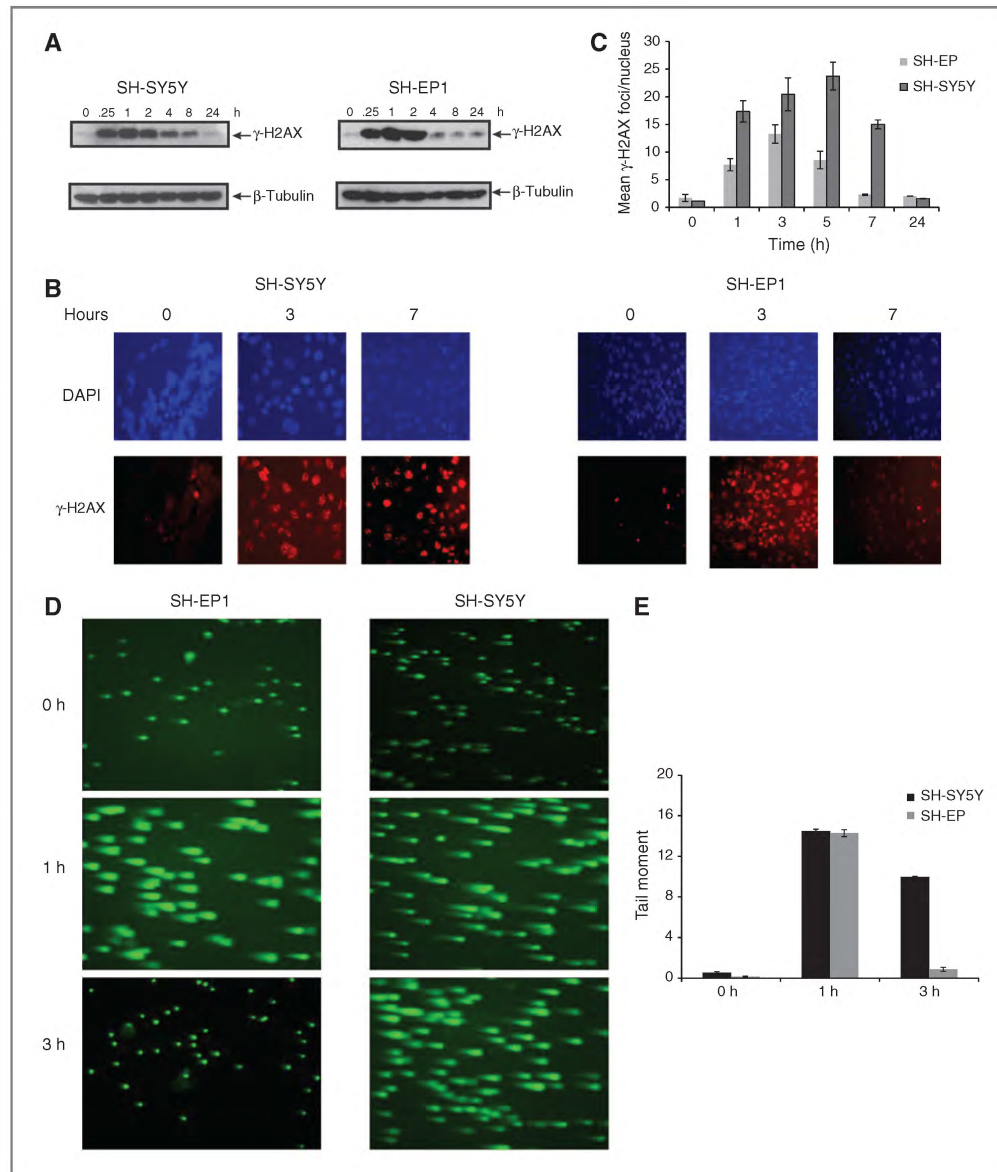 A
SH-SY5Y
0 .25 1 2 4 8 24 h
γ-H2AX
β-Tubulin
SH-EP1
0 .25 1 2 4 8 24 h
γ-H2AX
β-Tubulin
C
30
25
20
15
10
5
0
Mean γ-H2AX foci/nucleus
SH-EP
SH-SY5Y
0 1 3 5 7 24
Time (h)
B
SH-SY5Y
Hours 0 3 7
SH-EP1
0 3 7
DAPI
γ-H2AX
D
SH-EP1
SH-SY5Y
0 h
1 h
3 h
E
20
16
12
8
4
0
Tail moment
SH-SY5Y
SH-EP
0 h 1 h 3 h